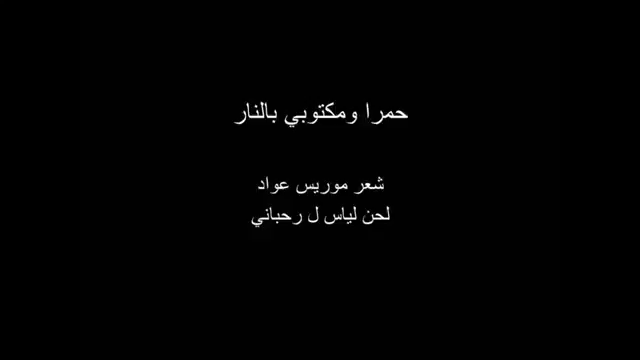 حمرا ومكتوبي بالنار
شعر موريس عواد
لحن لياس ل رحباني